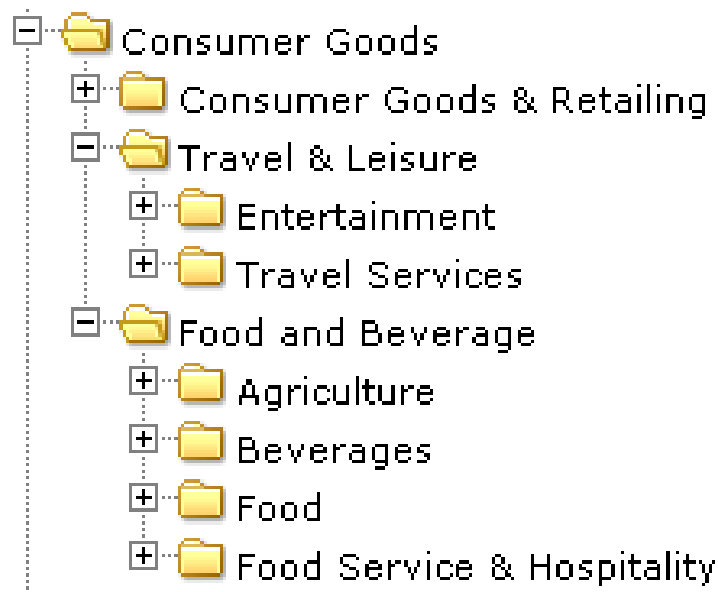 Consumer Goods
Consumer Goods & Retailing
Travel & Leisure
Entertainment
Travel Services
Food and Beverage
Agriculture
Beverages
Food
Food Service & Hospitality